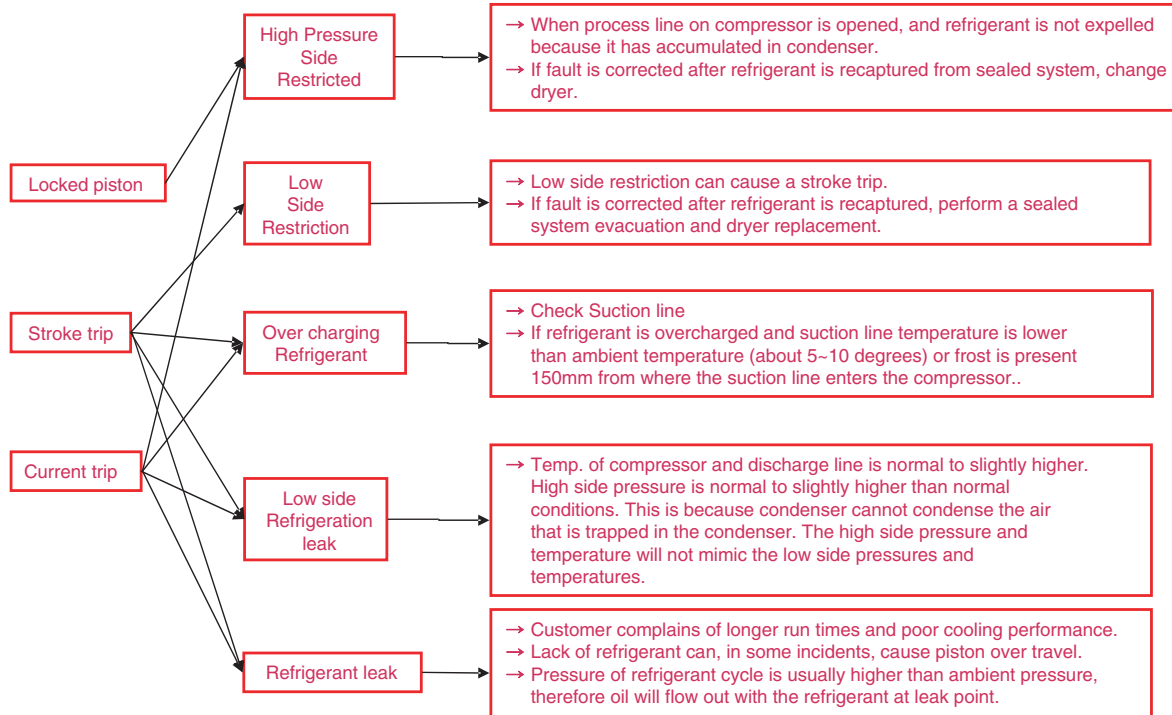 High Pressure
Side
Restricted
→ When process line on compressor is opened, and refrigerant is not expelled
because it has accumulated in condenser.
→ If fault is corrected after refrigerant is recaptured from sealed system, change
dryer.
Locked piston
Low
Side
Restriction
→ Low side restriction can cause a stroke trip.
→ If fault is corrected after refrigerant is recaptured, perform a sealed
system evacuation and dryer replacement.
Stroke trip
Over charging
Refrigerant
→ Check Suction line
→ If refrigerant is overcharged and suction line temperature is lower
than ambient temperature (about 5~10 degrees) or frost is present
150mm from where the suction line enters the compressor..
Current trip
Low side
Refrigeration
leak
→ Temp. of compressor and discharge line is normal to slightly higher.
High side pressure is normal to slightly higher than normal
conditions. This is because condenser cannot condense the air
that is trapped in the condenser. The high side pressure and
temperature will not mimic the low side pressures and
temperatures.
Refrigerant leak
→ Customer complains of longer run times and poor cooling performance.
→ Lack of refrigerant can, in some incidents, cause piston over travel.
→ Pressure of refrigerant cycle is usually higher than ambient pressure,
therefore oil will flow out with the refrigerant at leak point.